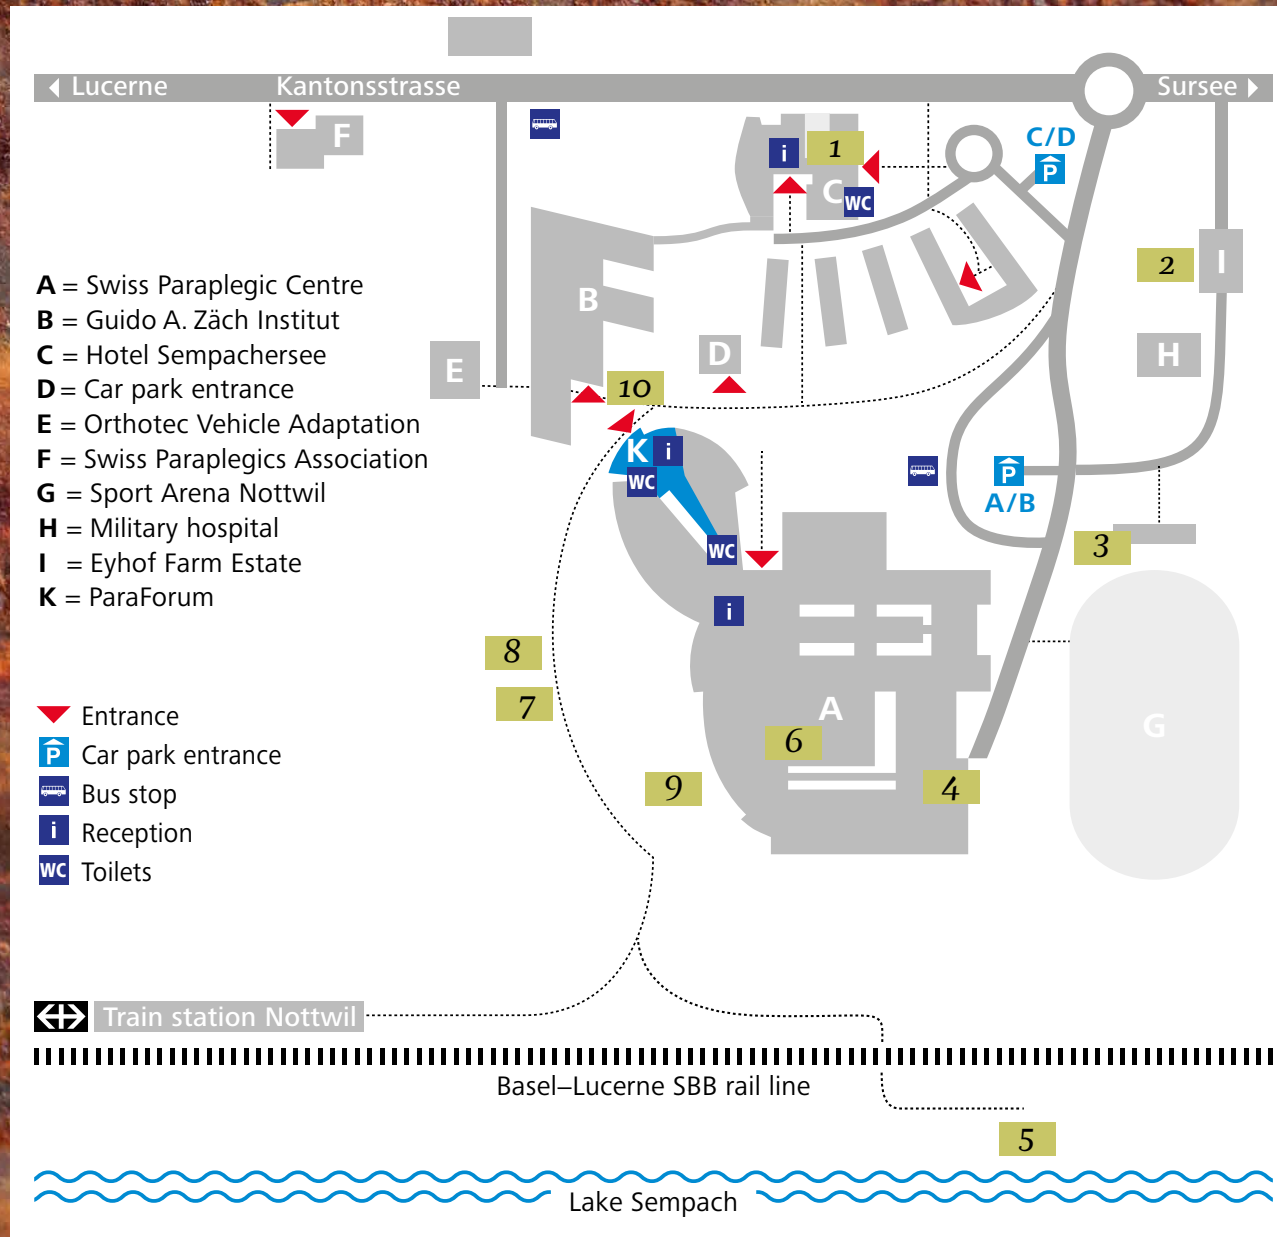 Lucerne
Kantonsstrasse
Sursee
F
i
1
C
WC
C/D
P
2
I
A = Swiss Paraplegic Centre
B = Guido A. Zäch Institut
C = Hotel Sempachersee
D = Car park entrance
E = Orthotec Vehicle Adaptation
F = Swiss Paraplegics Association
G = Sport Arena Nottwil
H = Military hospital
I = Eyhof Farm Estate
K = ParaForum
B
D
E
H
10
K
i
WC
P
A/B
WC
3
i
8
7
A
G
6
9
4
Entrance
P Car park entrance
Bus stop
i Reception
WC Toilets
Train station Nottwil
Basel–Lucerne SBB rail line
5
Lake Sempach